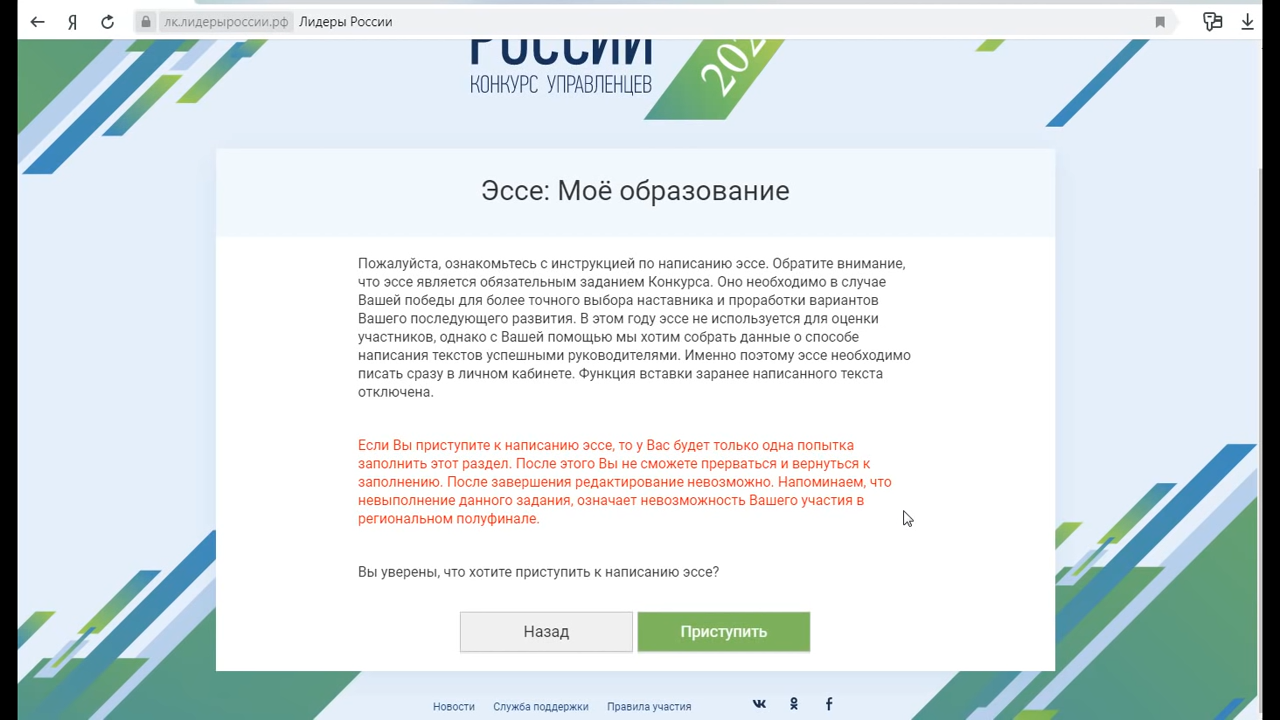 лк.лидерыроссии.рф Лидеры России
РОССИИ
КОНКУРС УПРАВЛЕНЦЕВ
202
Эссе: Моё образование
Пожалуйста, ознакомьтесь с инструкцией по написанию эссе. Обратите внимание,
что эссе является обязательным заданием Конкурса. Оно необходимо в случае
Вашей победы для более точного выбора наставника и проработки вариантов
Вашего последующего развития. В этом году эссе не используется для оценки
участников, однако с Вашей помощью мы хотим собрать данные о способе
написания текстов успешными руководителями. Именно поэтому эссе необходимо
писать сразу в личном кабинете. Функция вставки заранее написанного текста
отключена.
Если Вы приступите к написанию эссе, то у Вас будет только одна попытка
заполнить этот раздел. После этого Вы не сможете прерваться и вернуться к
заполнению. После завершения редактирование невозможно. Напоминаем, что
невыполнение данного задания, означает невозможность Вашего участия в
региональном полуфинале.
Вы уверены, что хотите приступить к написанию эссе?
Назад Приступить
Новости Служба поддержки Правила участия